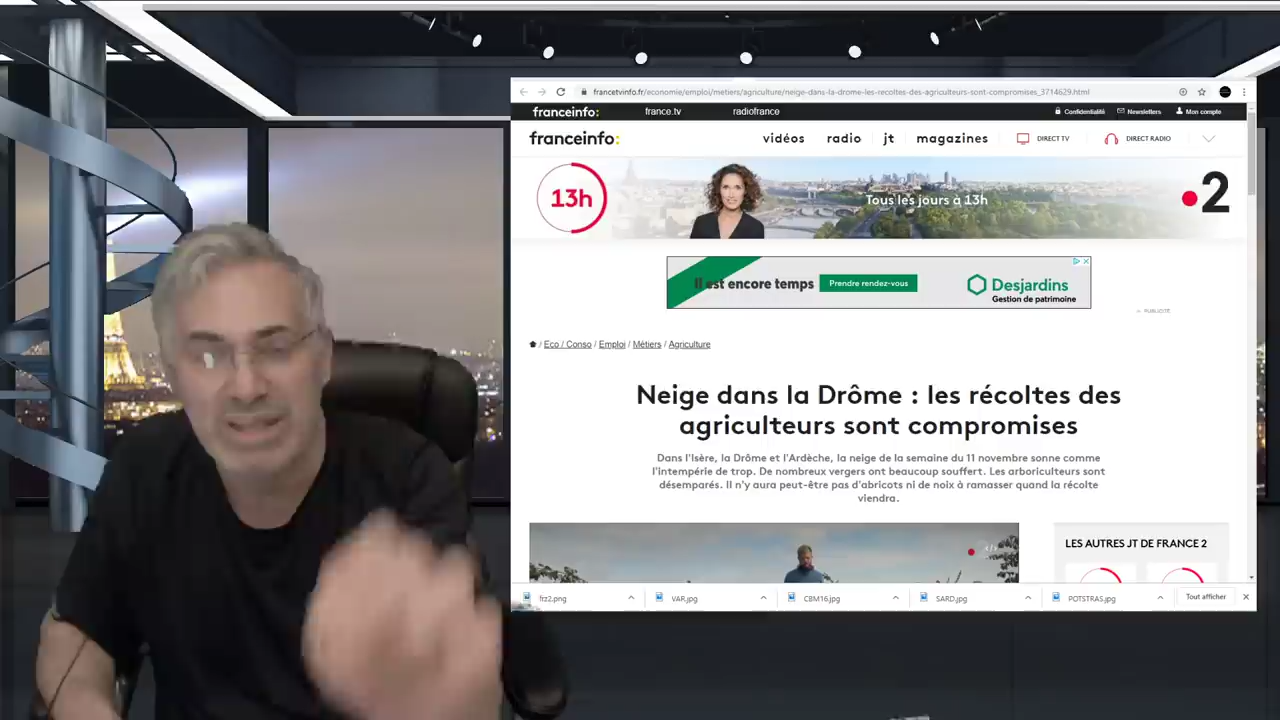 francetvinfo.fr/economie/emploi/metiers/agriculture/neige-dans-la-drome-les-recoltes-des-agriculteurs-sont-compromises_3714629.html
franceinfo: france.tv radiofrance Confidentialité Newsletters Mon compte
franceinfo: vidéos radio jt magazines DIRECT TV DIRECT RADIO
13h Tous les jours à 13h 2
Il est encore temps Prendre rendez-vous Desjardins
Gestion de patrimoine
PUBLICITÉ
/ Eco / Conso / Emploi / Métiers / Agriculture
Neige dans la Drôme : les récoltes des
agriculteurs sont compromises
Dans l'Isère, la Drôme et l'Ardèche, la neige de la semaine du 11 novembre sonne comme
l'intempérie de trop. De nombreux vergers ont beaucoup souffert. Les arboriculteurs sont
désemparés. Il n'y aura peut-être pas d'abricots ni de noix à ramasser quand la récolte
viendra.
LES AUTRES JT DE FRANCE 2
frz2.png VAR.jpg CBM16.jpg SARD.jpg POTSTRAS.jpg Tout afficher